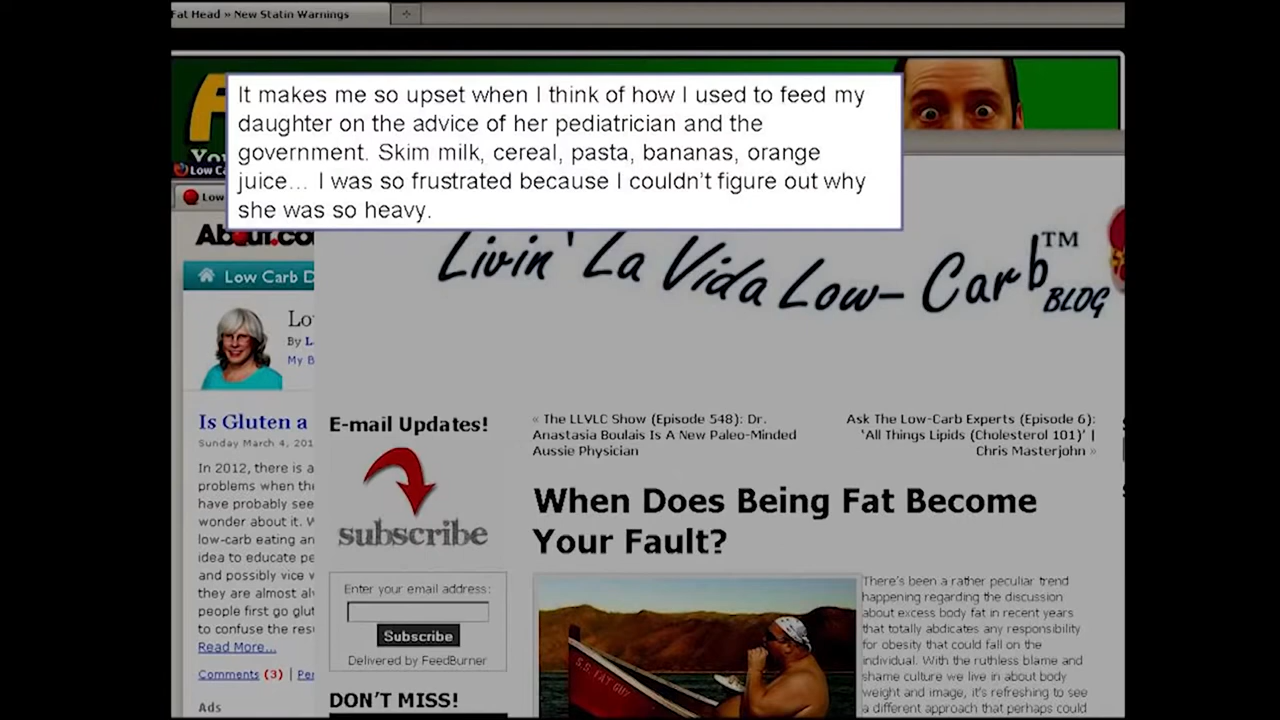 Fat Head » New Statin Warnings
It makes me so upset when I think of how I used to feed my
daughter on the advice of her pediatrician and the
government. Skim milk, cereal, pasta, bananas, orange
juice... I was so frustrated because I couldn't figure out why
she was so heavy.
Low
About.co
Low Carb D
By L
My B
Is Gluten a
Sunday March 4, 201
In 2012, there is a
problems when th
have probably see
wonder about it. W
low-carb eating an
idea to educate pe
and possibly vice v
they are almost al
people first go glut
to confuse the resu
Read More...
Comments (3) | Per
Ads
Livin' La Vida Low-Carb™
BLOG
E-mail Updates!
subscribe
Enter your email address:
Subscribe
Delivered by FeedBurner
DON'T MISS!
« The LLVLC Show (Episode 548): Dr.
Anastasia Boulais Is A New Paleo-Minded
Aussie Physician
Ask The Low-Carb Experts (Episode 6):
'All Things Lipids (Cholesterol 101)' |
Chris Masterjohn »
When Does Being Fat Become
Your Fault?
S.S. FAT GUY
There's been a rather peculiar trend
happening regarding the discussion
about excess body fat in recent years
that totally abdicates any responsibility
for obesity that could fall on the
individual. With the ruthless blame and
shame culture we live in about body
weight and image, it's refreshing to see
a different approach that perhaps could